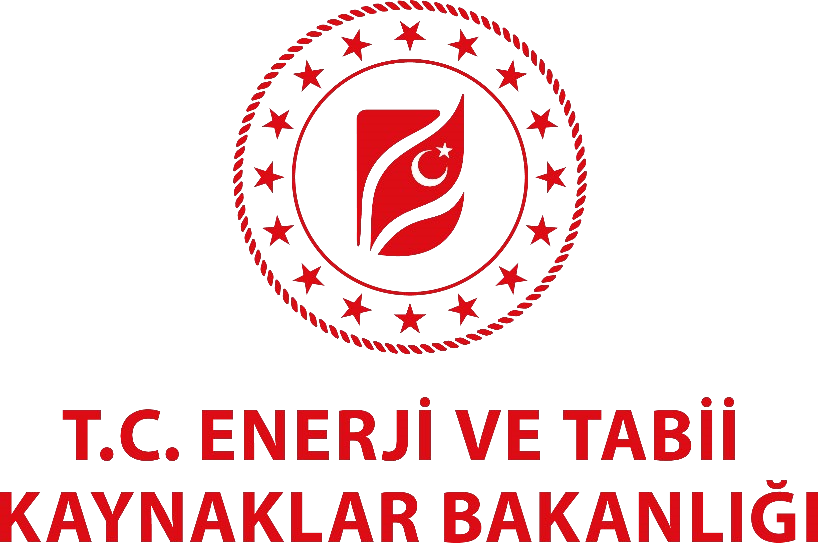 T.C. ENERJİ VE TABİİ
KAYNAKLAR BAKANLIĞI